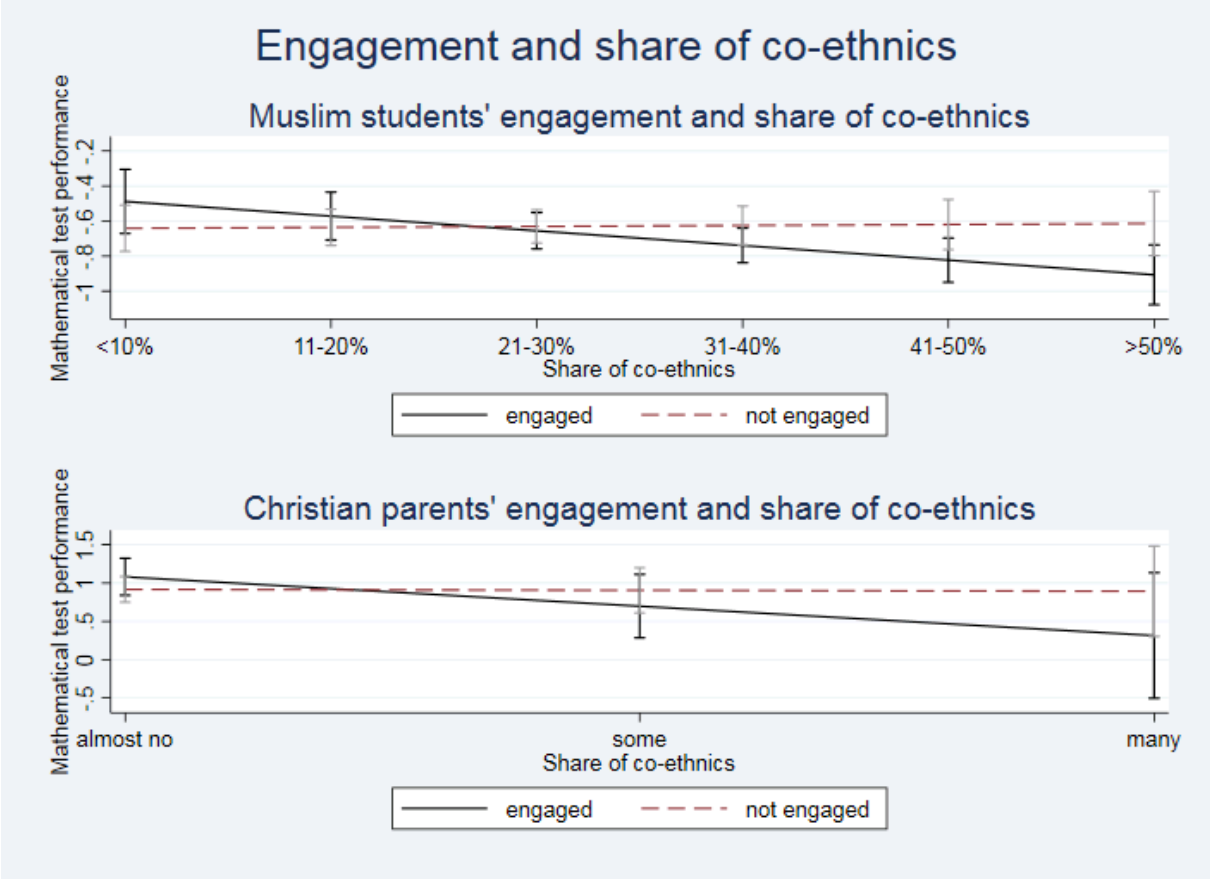 Engagement and share of co-ethnics
Muslim students' engagement and share of co-ethnics
Mathematical test performance
-.2
-.4
-.6
-.8
-1
<10% 11-20% 21-30% 31-40% 41-50% >50%
Share of co-ethnics
engaged not engaged
Christian parents' engagement and share of co-ethnics
Mathematical test performance
1.5
1
.5
0
-.5
almost no some many
Share of co-ethnics
engaged not engaged